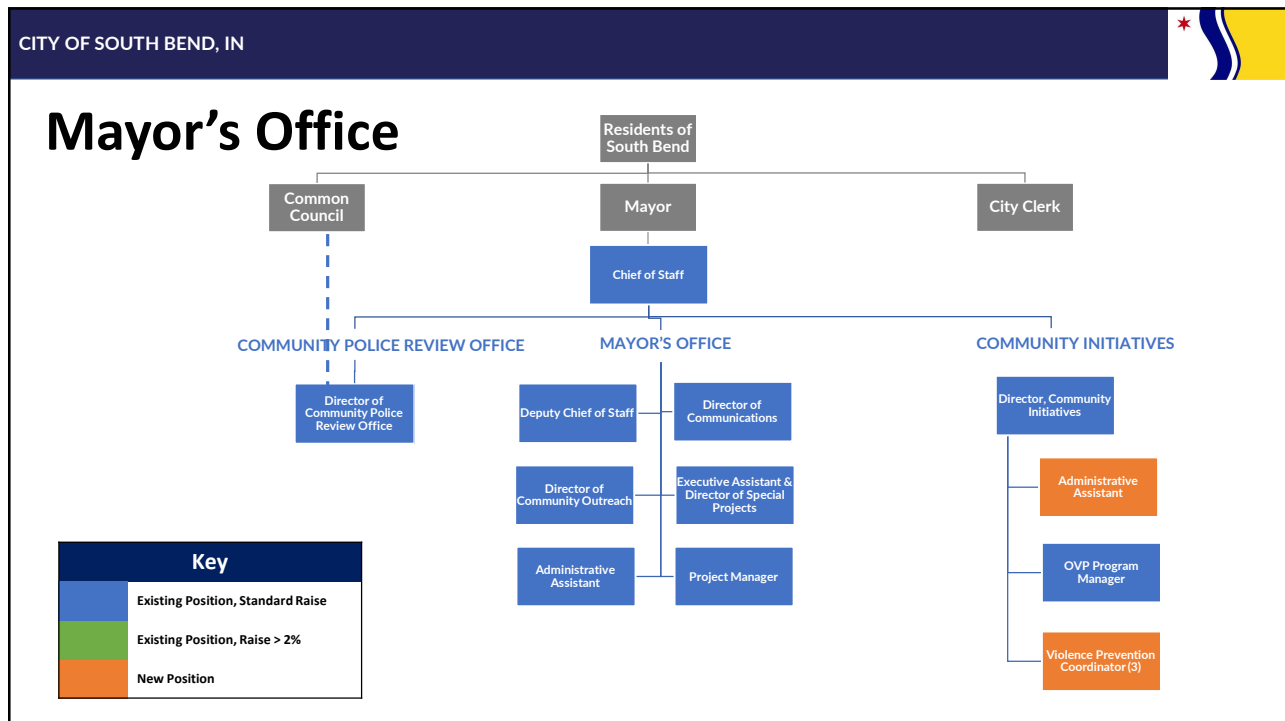 CITY OF SOUTH BEND, IN
Mayor's Office
Residents of
South Bend
Common
Council
Mayor
City Clerk
Chief of Staff
COMMUNITY POLICE REVIEW OFFICE
MAYOR'S OFFICE
COMMUNITY INITIATIVES
Director of
Community Police
Review Office
Deputy Chief of Staff
Director of
Communications
Director, Community
Initiatives
Director of
Community Outreach
Executive Assistant &
Director of Special
Projects
Administrative
Assistant
Administrative
Assistant
Project Manager
OVP Program
Manager
Violence Prevention
Coordinator (3)
Key
Existing Position, Standard Raise
Existing Position, Raise > 2%
New Position